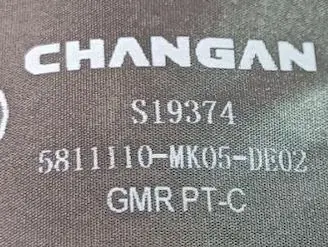 CHANGAN
S19374
5811110-MK05-DE02
GMR PT-C